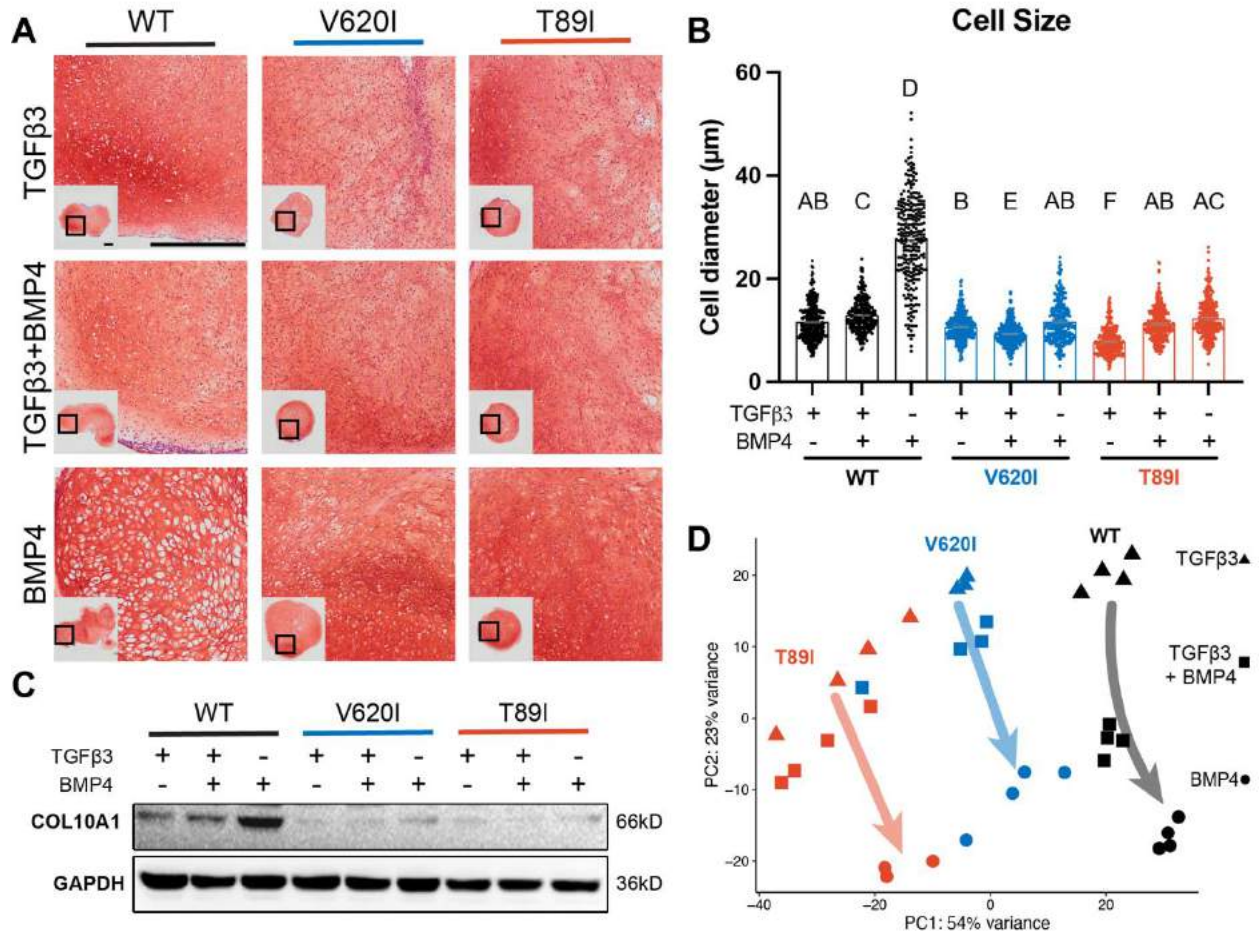 A
WT
V620I
T89I
TGFβ3
TGFβ3+BMP4
BMP4
B
Cell Size
Cell diameter (µm)
60
40
20
0
AB
C
D
B
E
AB
F
AB
AC
TGFβ3 + + - + + - + + -
BMP4 - + + - + + - + +
WT
V620I
T89I
C
WT
V620I
T89I
TGFβ3 + + - + + - + + -
BMP4 - + + - + + - + +
COL10A1
66kD
GAPDH
36kD
D
T89I
V620I
WT
TGFβ3
TGFβ3
+ BMP4
BMP4
PC2: 23% variance
20
10
0
−10
−20
−40
−20
0
20
PC1: 54% variance